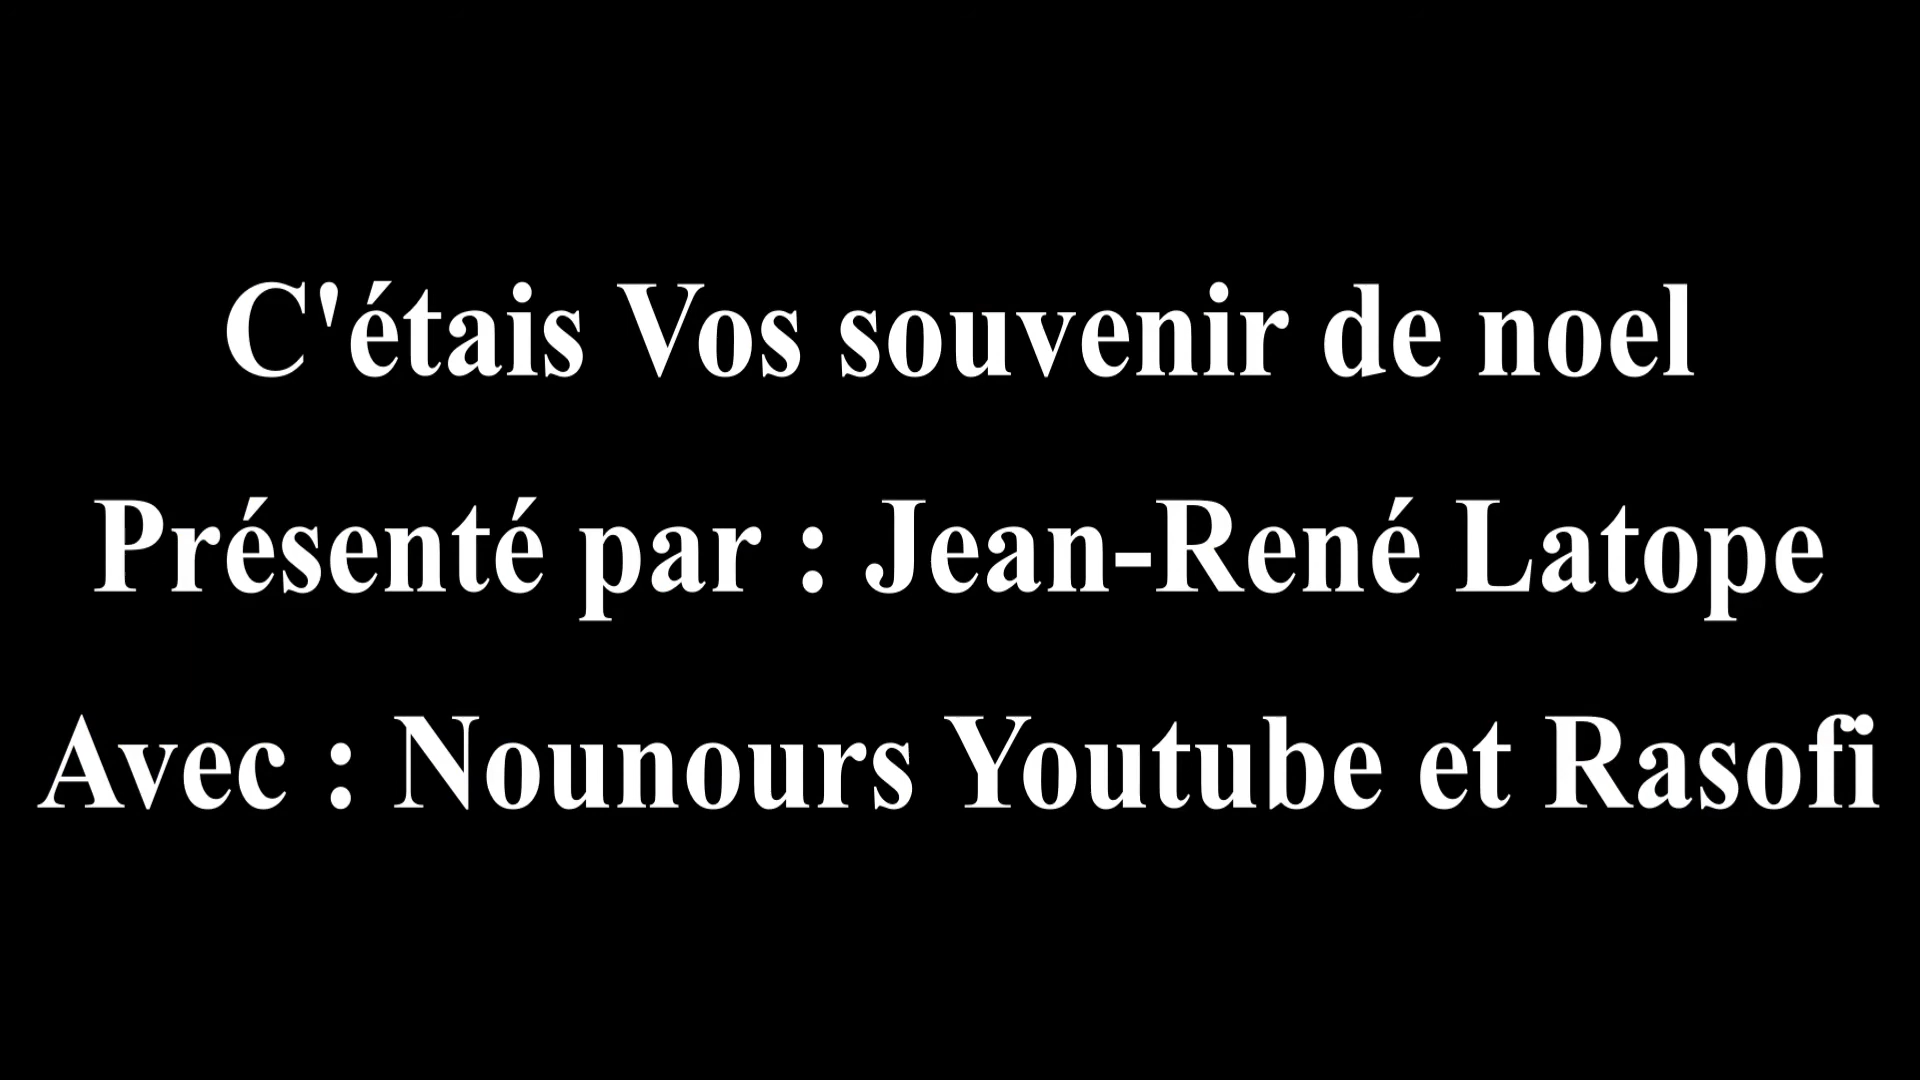 C'étais Vos souvenir de noel
Présenté par : Jean-René Latope
Avec : Nounours Youtube et Rasofi